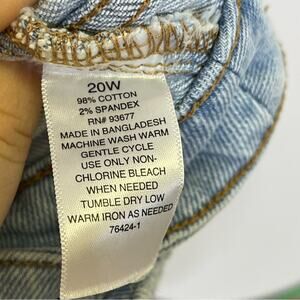 20W
98% COTTON
2% SPANDEX
RN# 93677
MADE IN BANGLADESH
MACHINE WASH WARM
GENTLE CYCLE
USE ONLY NON-
CHLORINE BLEACH
WHEN NEEDED
TUMBLE DRY LOW
WARM IRON AS NEEDED
76424-1